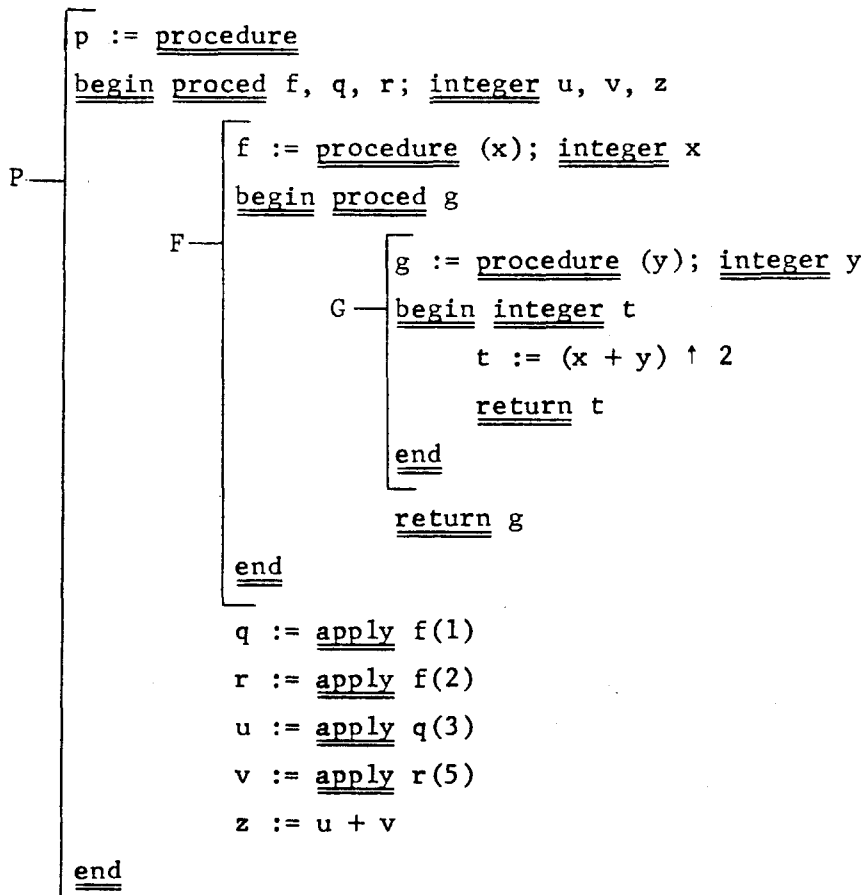 p := procedure
begin proced f, q, r; integer u, v, z
f := procedure (x); integer x
P
begin proced g
F
g := procedure (y); integer y
G
begin integer t
t := (x + y) ↑ 2
return t
end
return g
end
q := apply f(1)
r := apply f(2)
u := apply q(3)
v := apply r(5)
z := u + v
end